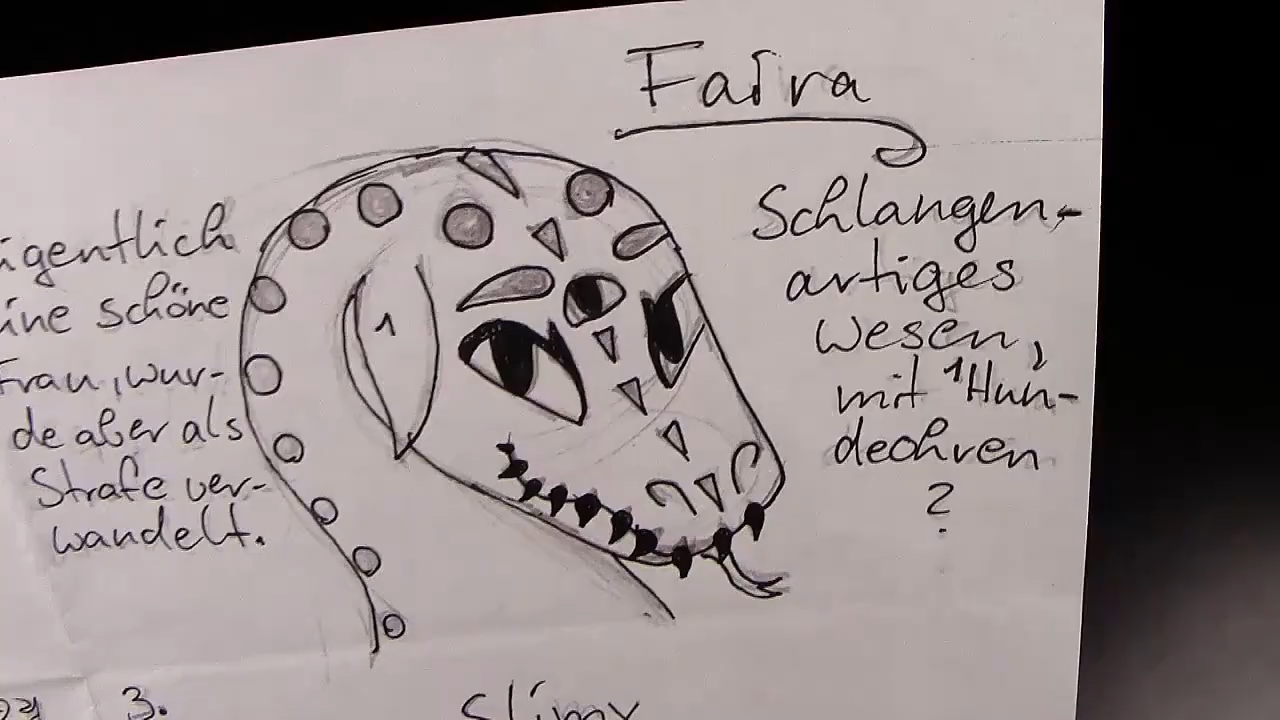 Faira
Schlangen-
artiges
Wesen,
mit ¹Hun-
deohren
?
igentlich
ine schöne
Frau, wur-
de aber als
Strafe ver-
wandelt.
1
3.
Slimy